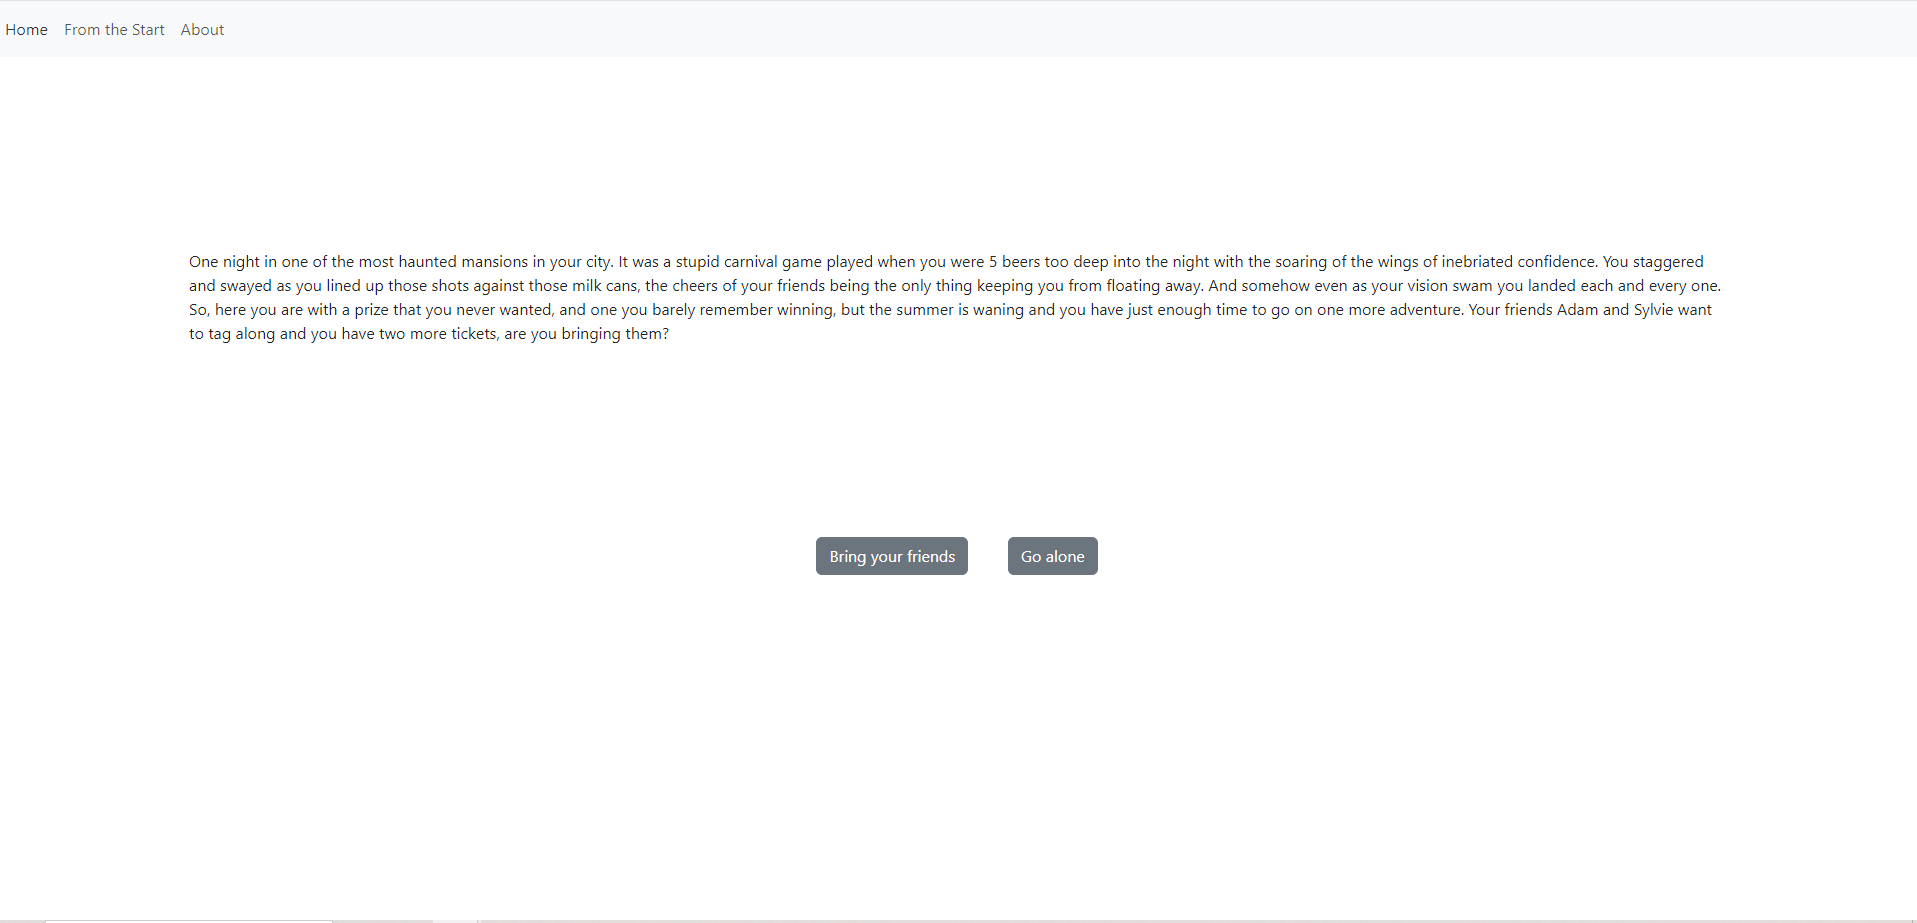 Home From the Start About
One night in one of the most haunted mansions in your city. It was a stupid carnival game played when you were 5 beers too deep into the night with the soaring of the wings of inebriated confidence. You staggered
and swayed as you lined up those shots against those milk cans, the cheers of your friends being the only thing keeping you from floating away. And somehow even as your vision swam you landed each and every one.
So, here you are with a prize that you never wanted, and one you barely remember winning, but the summer is waning and you have just enough time to go on one more adventure. Your friends Adam and Sylvie want
to tag along and you have two more tickets, are you bringing them?
Bring your friends Go alone